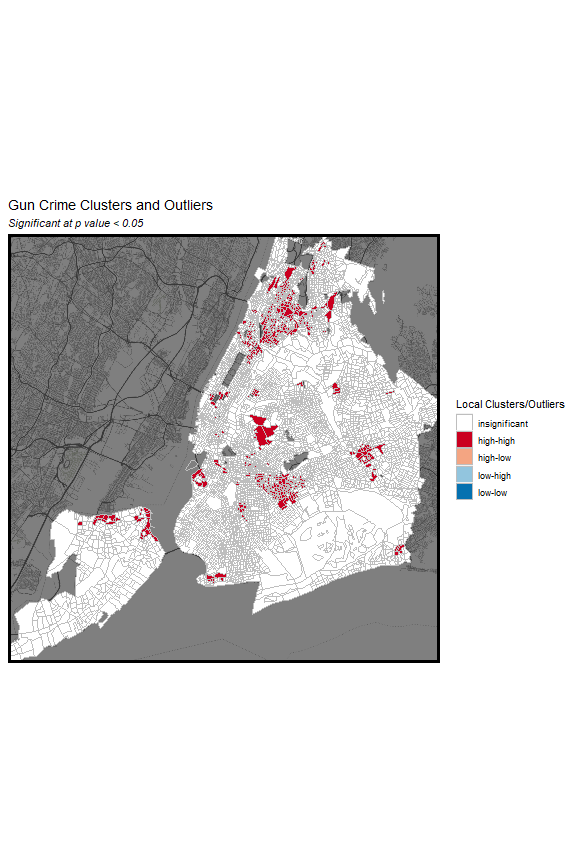 Gun Crime Clusters and Outliers
Significant at p value < 0.05
Local Clusters/Outliers
insignificant
high-high
high-low
low-high
low-low